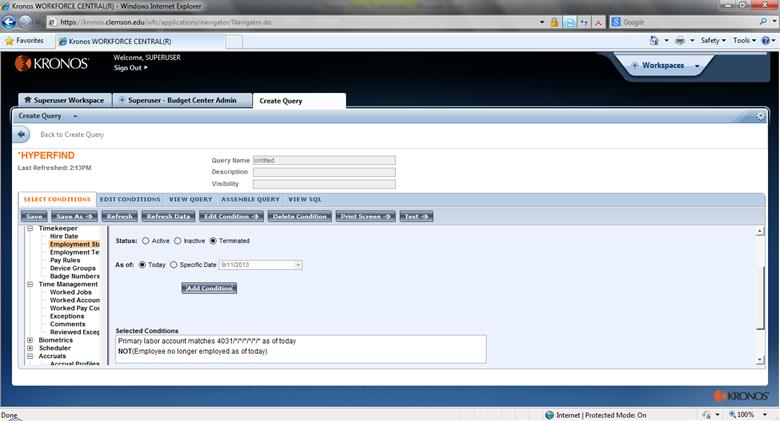 Kronos WORKFORCE CENTRAL(R) - Windows Internet Explorer
https://kronos.clemson.edu/wfc/applications/navigator/Navigator.do
Google
Favorites Kronos WORKFORCE CENTRAL(R) Safety Tools
KRONOS Welcome, SUPERUSER
Sign Out
Workspaces
Superuser Workspace Superuser - Budget Center Admin Create Query
Create Query
Back to Create Query
*HYPERFIND
Last Refreshed: 2:13PM
Query Name Untitled
Description
Visibility
SELECT CONDITIONS EDIT CONDITIONS VIEW QUERY ASSEMBLE QUERY VIEW SQL
Save Save As Refresh Refresh Data Edit Condition Delete Condition Print Screen Test
Timekeeper
Hire Date
Employment Sta
Employment Te
Pay Rules
Device Groups
Badge Numbers
Time Management
Worked Jobs
Worked Accoun
Worked Pay Coo
Exceptions
Comments
Reviewed Excep
Biometrics
Scheduler
Accruals
Accrual Profiles
Status: Active Inactive Terminated
As of: Today Specific Date 9/11/2013
Add Condition
Selected Conditions
Primary labor account matches 4031/*/*/*/*/*/* as of today
NOT(Employee no longer employed as of today)
KRONOS
Done Internet | Protected Mode: On 100%